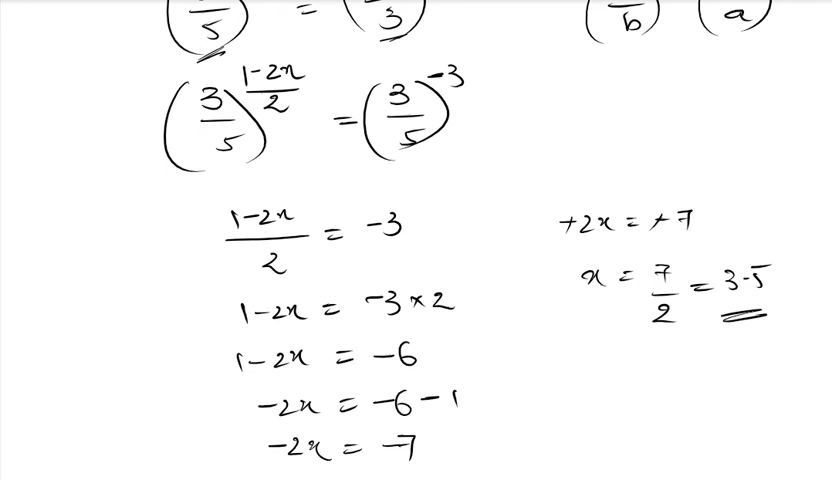 (3/5)^((1-2x)/2) = (3/5)^(-3)
(1-2x)/2 = -3
1-2x = -3×2
1-2x = -6
-2x = -6-1
-2x = -7
+2x = +7
x = 7/2 = 3.5